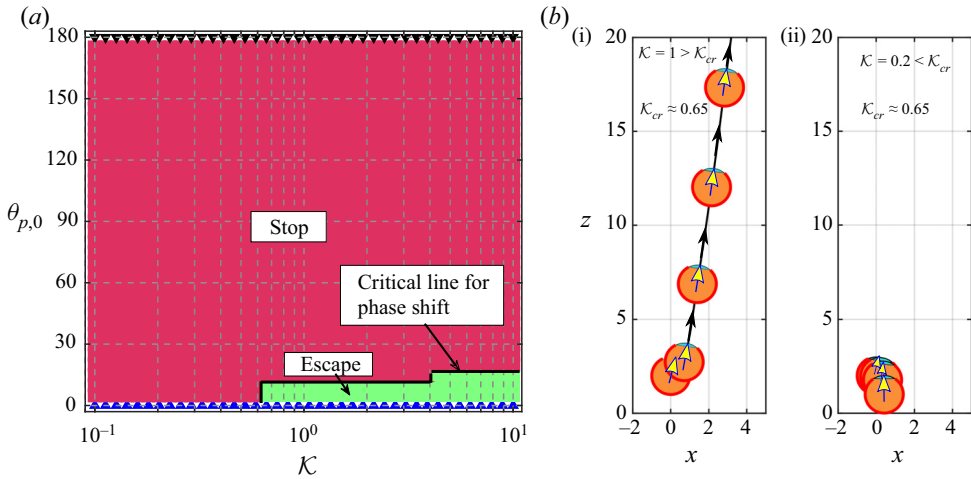 (a)
180
150
120
90
60
30
0
θp,0
Stop
Critical line for
phase shift
Escape
10⁻¹
10⁰
10¹
𝒦
(b)
(i)
20
15
10
5
0
z
𝒦 = 1 > 𝒦cr
𝒦cr ≈ 0.65
−2 0 2 4
x
(ii)
20
15
10
5
0
𝒦 = 0.2 < 𝒦cr
𝒦cr ≈ 0.65
−2 0 2 4
x